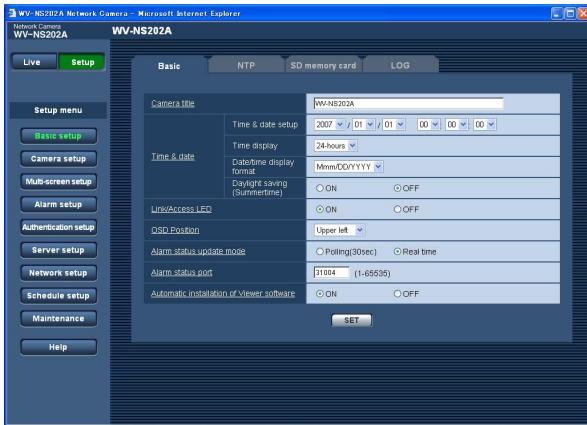 WV-NS202A Network Camera - Microsoft Internet Explorer
Network Camera
WV-NS202A
WV-NS202A
Live
Setup
Basic
NTP
SD memory card
LOG
Setup menu
Basic setup
Camera setup
Multi-screen setup
Alarm setup
Authentication setup
Server setup
Network setup
Schedule setup
Maintenance
Help
Camera title
WV-NS202A
Time & date
Time & date setup
2007 / 01 / 01 00 : 00 : 00
Time display
24-hours
Date/time display
format
Mmm/DD/YYYY
Daylight saving
(Summertime)
ON OFF
Link/Access LED
ON OFF
OSD Position
Upper left
Alarm status update mode
Polling(30sec) Real time
Alarm status port
31004 (1-65535)
Automatic installation of Viewer software
ON OFF
SET